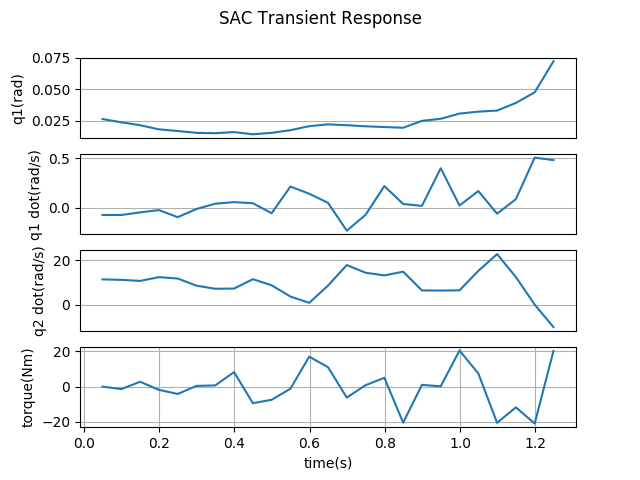 SAC Transient Response
0.075
0.050
0.025
q1(rad)
0.5
0.0
q1 dot(rad/s)
20
0
q2 dot(rad/s)
20
0
−20
torque(Nm)
0.0 0.2 0.4 0.6 0.8 1.0 1.2
time(s)